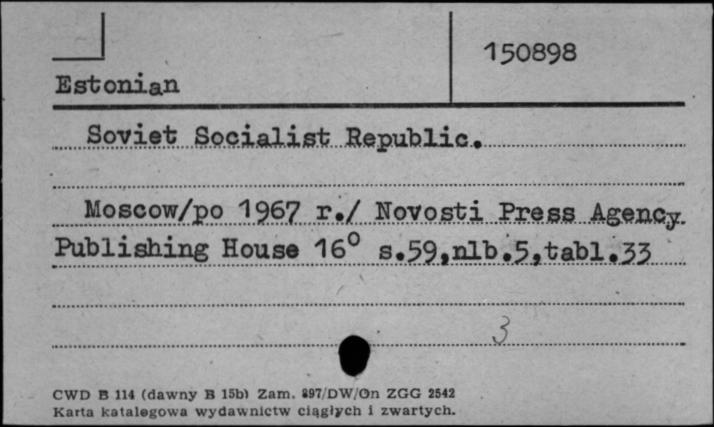 150898
Estonian
Soviet Socialist Republic.
Moscow/po 1967 r./ Novosti Press Agency
Publishing House 16° s.59,nlb.5,tabl.33
3
CWD B 114 (dawny B 15b) Zam. 897/DW/On ZGG 2542
Karta katalogowa wydawnictw ciągłych i zwartych.